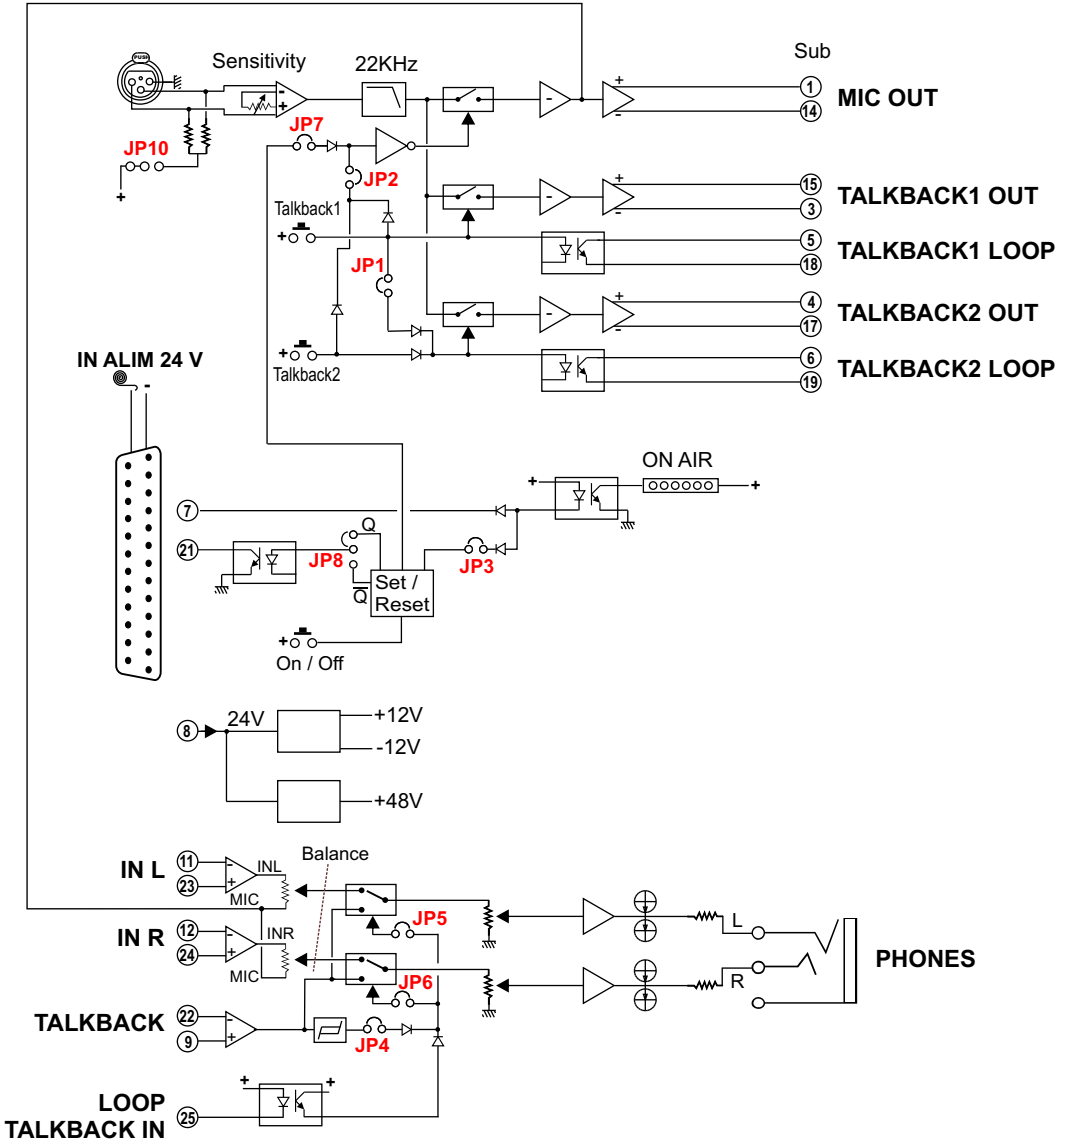 Sub
PUSH
Sensitivity
22KHz
+
-
+
-
-
+
-
1
14
MIC OUT
JP7
JP10
+
JP2
-
+
-
15
3
TALKBACK1 OUT
Talkback1
+
5
18
TALKBACK1 LOOP
JP1
-
+
-
4
17
TALKBACK2 OUT
+
Talkback2
6
19
TALKBACK2 LOOP
IN ALIM 24 V
-
ON AIR
+
+
7
Q
21
JP8
JP3
Q
Set /
Reset
+
On / Off
8
24V
+12V
-12V
+48V
Balance
IN L
11
23
-
+
INL
MIC
JP5
IN R
12
24
-
+
INR
MIC
JP6
L
R
PHONES
TALKBACK
22
9
-
+
JP4
+
+
LOOP
TALKBACK IN
25